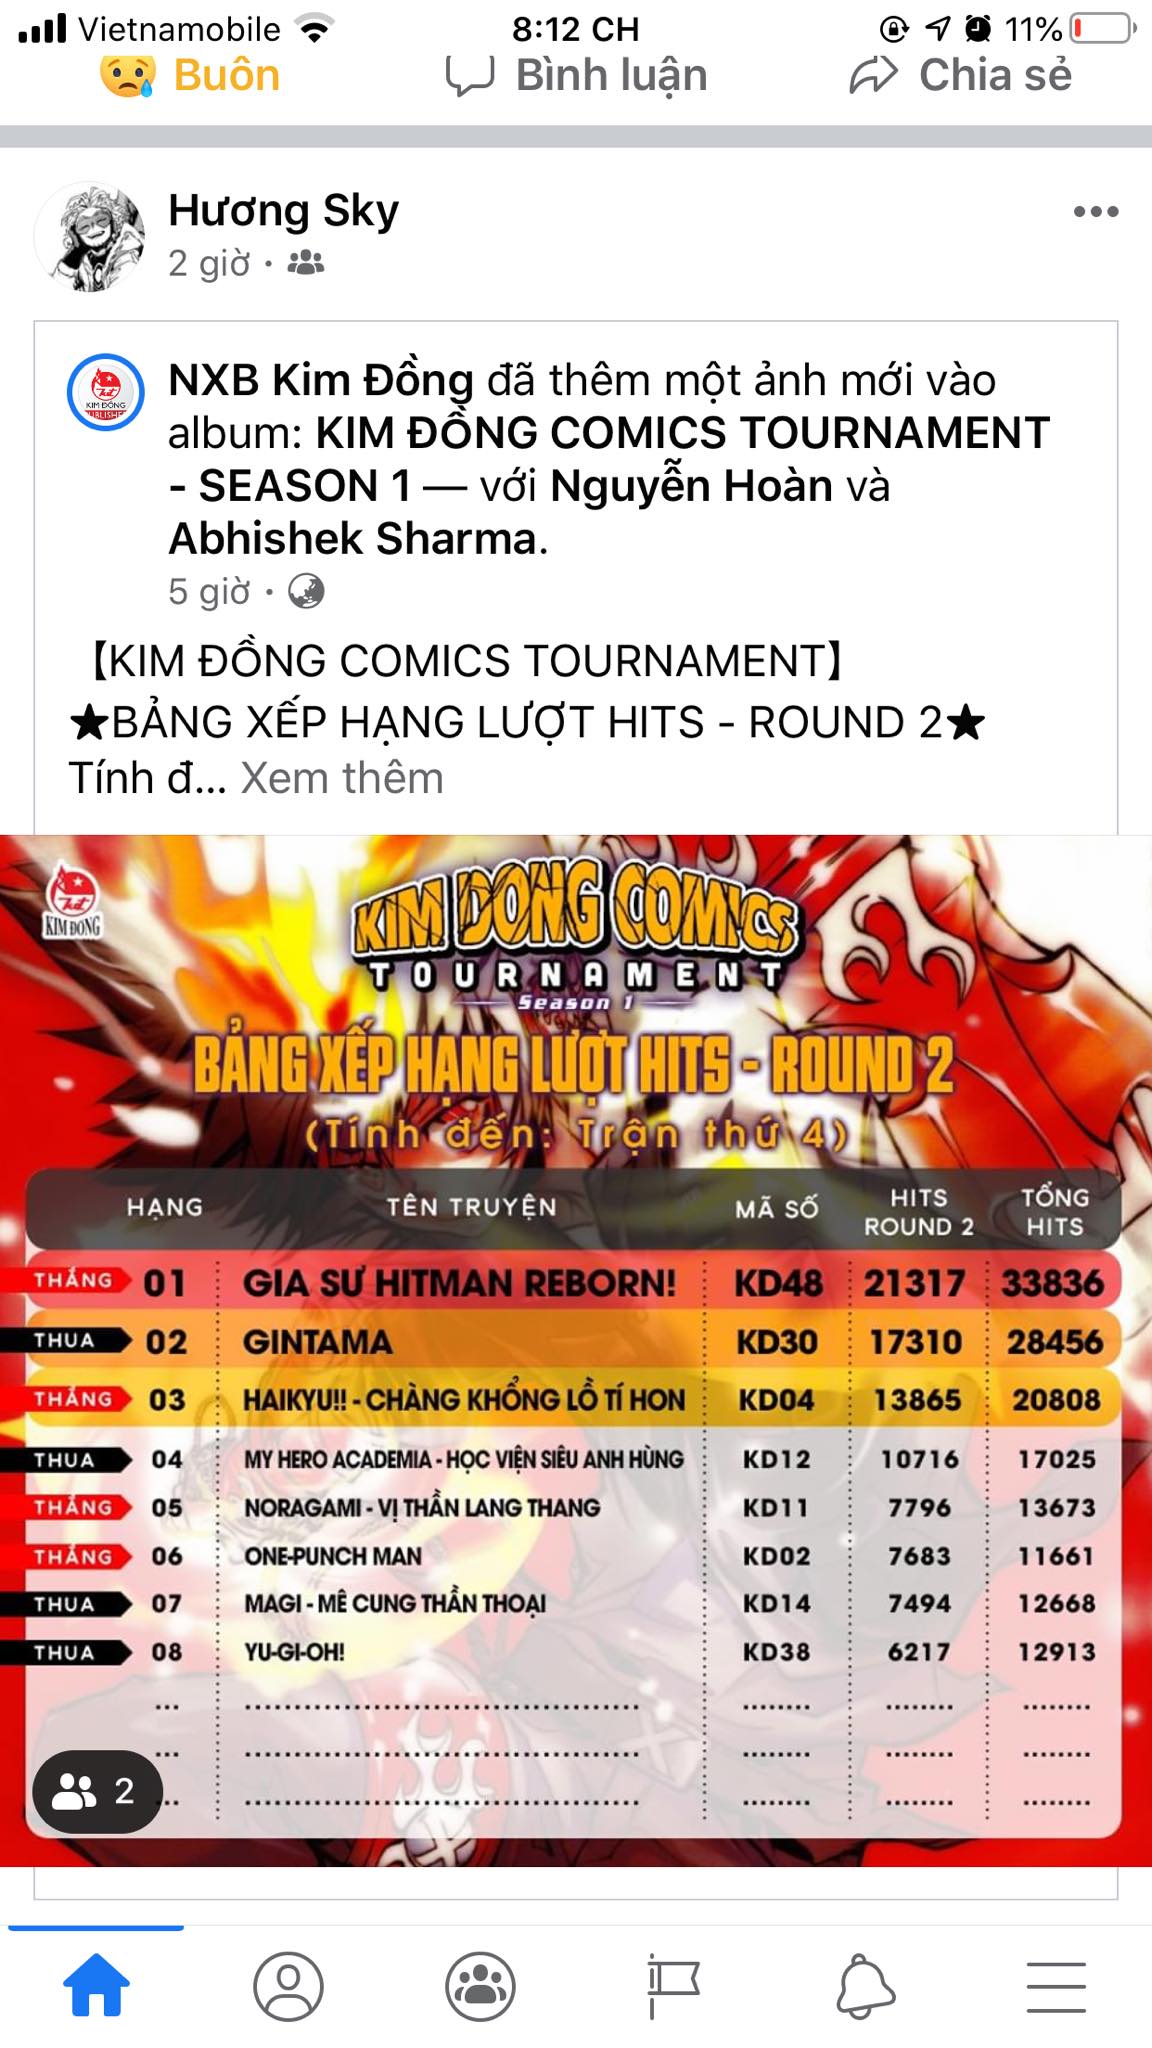 Vietnamobile 8:12 CH 11%
Buồn Bình luận Chia sẻ
Hương Sky
2 giờ ·
NXB Kim Đồng đã thêm một ảnh mới vào
album: KIM ĐỒNG COMICS TOURNAMENT
- SEASON 1 — với Nguyễn Hoàn và
Abhishek Sharma.
5 giờ ·
【KIM ĐỒNG COMICS TOURNAMENT】
★BẢNG XẾP HẠNG LƯỢT HITS - ROUND 2★
Tính đ... Xem thêm
KIM ĐỒNG
KIM DONG COMICS
TOURNAMENT
Season 1
BẢNG XẾP HẠNG LƯỢT HITS - ROUND 2
(Tính đến: Trận thứ 4)
HẠNG TÊN TRUYỆN MÃ SỐ HITS ROUND 2 TỔNG HITS
THẮNG 01 GIA SƯ HITMAN REBORN! KD48 21317 33836
THUA 02 GINTAMA KD30 17310 28456
THẮNG 03 HAIKYU!! - CHÀNG KHỔNG LỒ TÍ HON KD04 13865 20808
THUA 04 MY HERO ACADEMIA - HỌC VIỆN SIÊU ANH HÙNG KD12 10716 17025
THẮNG 05 NORAGAMI - VỊ THẦN LANG THANG KD11 7796 13673
THẮNG 06 ONE-PUNCH MAN KD02 7683 11661
THUA 07 MAGI - MÊ CUNG THẦN THOẠI KD14 7494 12668
THUA 08 YU-GI-OH! KD38 6217 12913
2